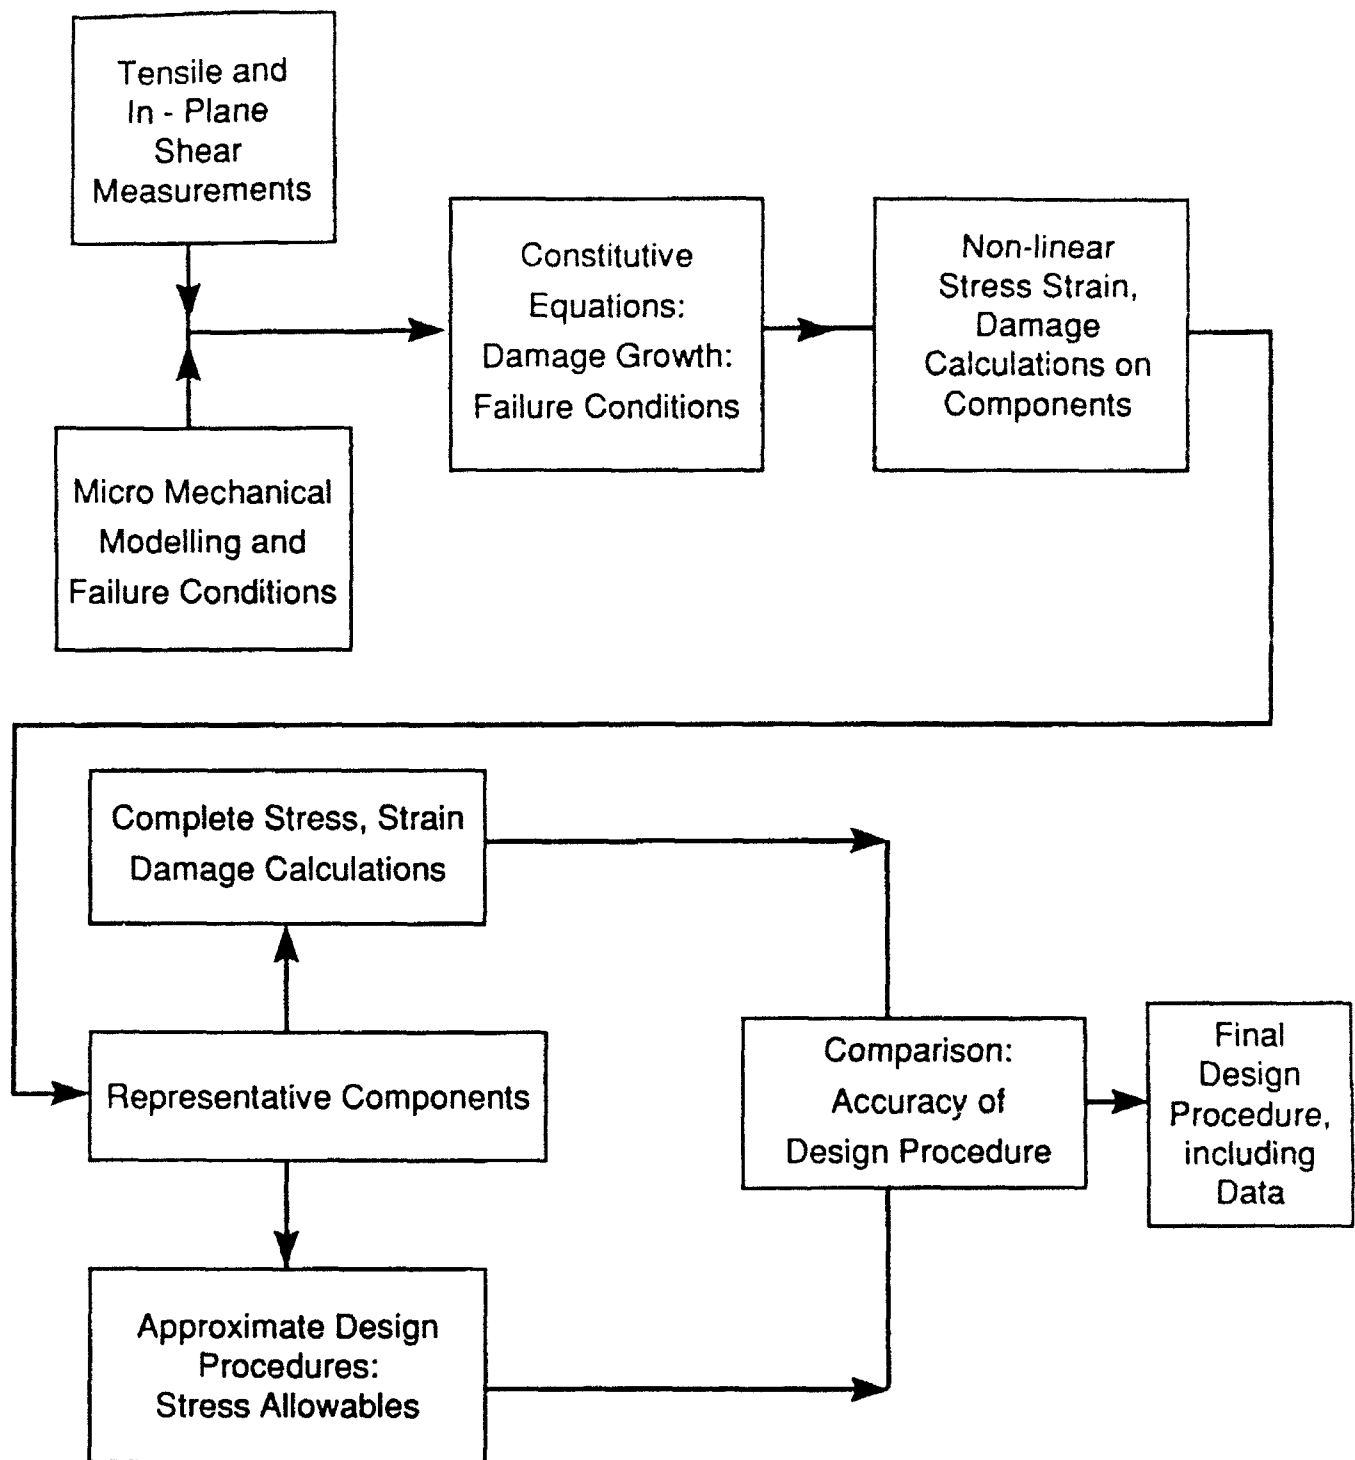 Tensile and
In - Plane
Shear
Measurements
Constitutive
Equations:
Damage Growth:
Failure Conditions
Non-linear
Stress Strain,
Damage
Calculations on
Components
Micro Mechanical
Modelling and
Failure Conditions
Complete Stress, Strain
Damage Calculations
Representative Components
Comparison:
Accuracy of
Design Procedure
Final
Design
Procedure,
including
Data
Approximate Design
Procedures:
Stress Allowables